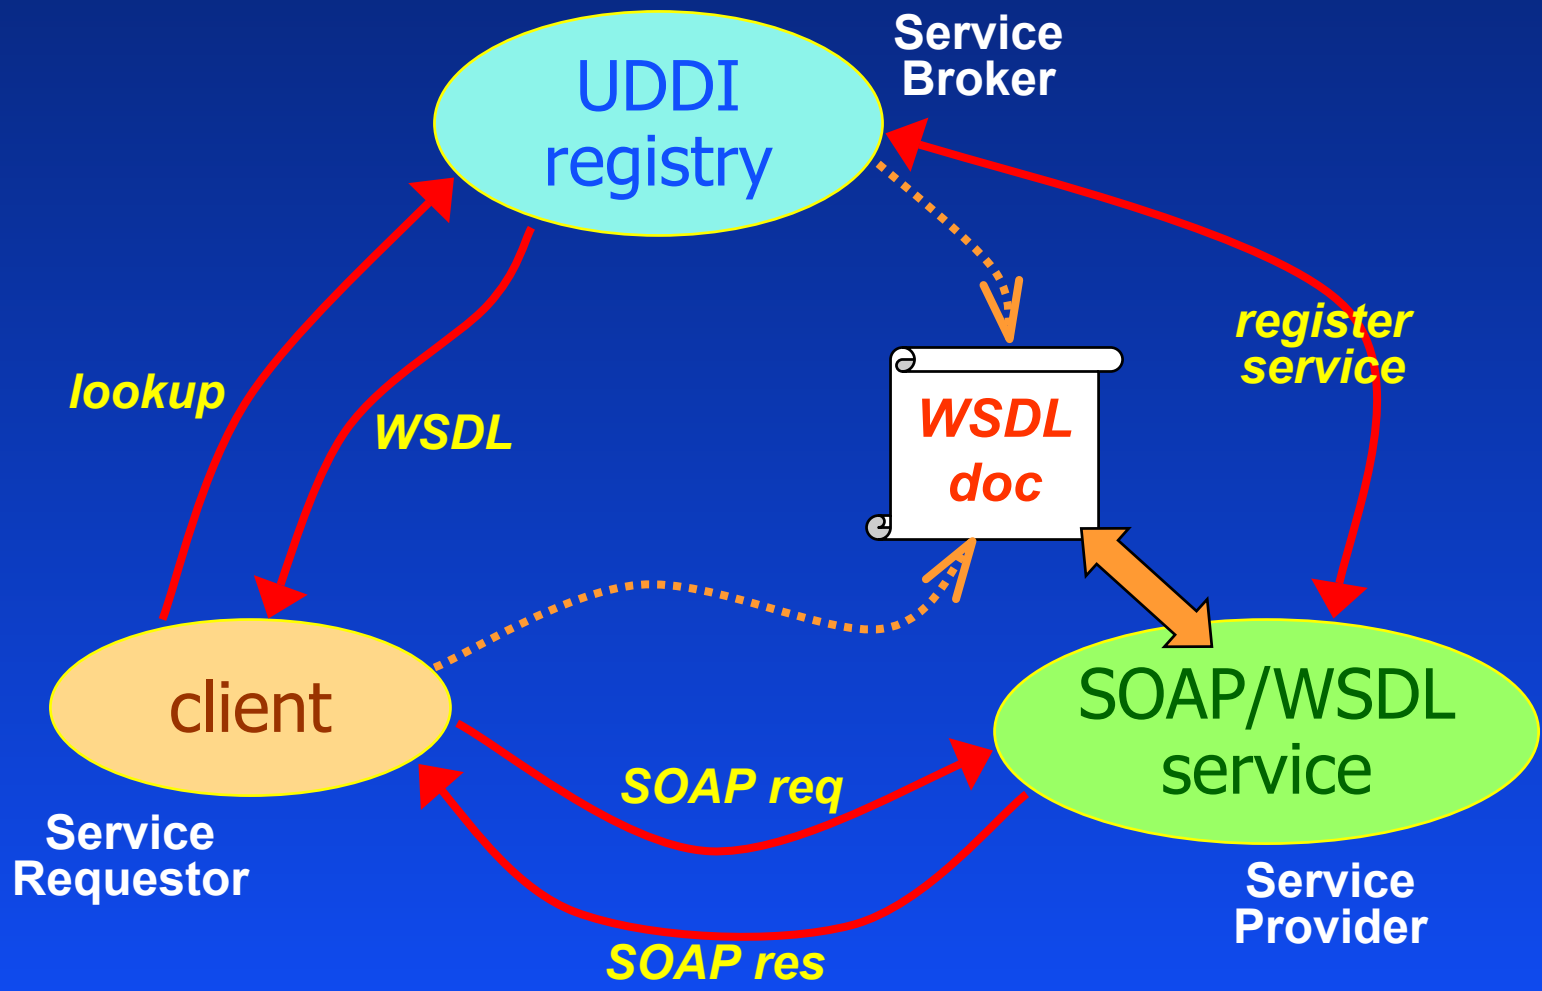 Service
Broker
UDDI
registry
register
service
lookup
WSDL
WSDL
doc
client
SOAP/WSDL
service
SOAP req
Service
Requestor
Service
Provider
SOAP res